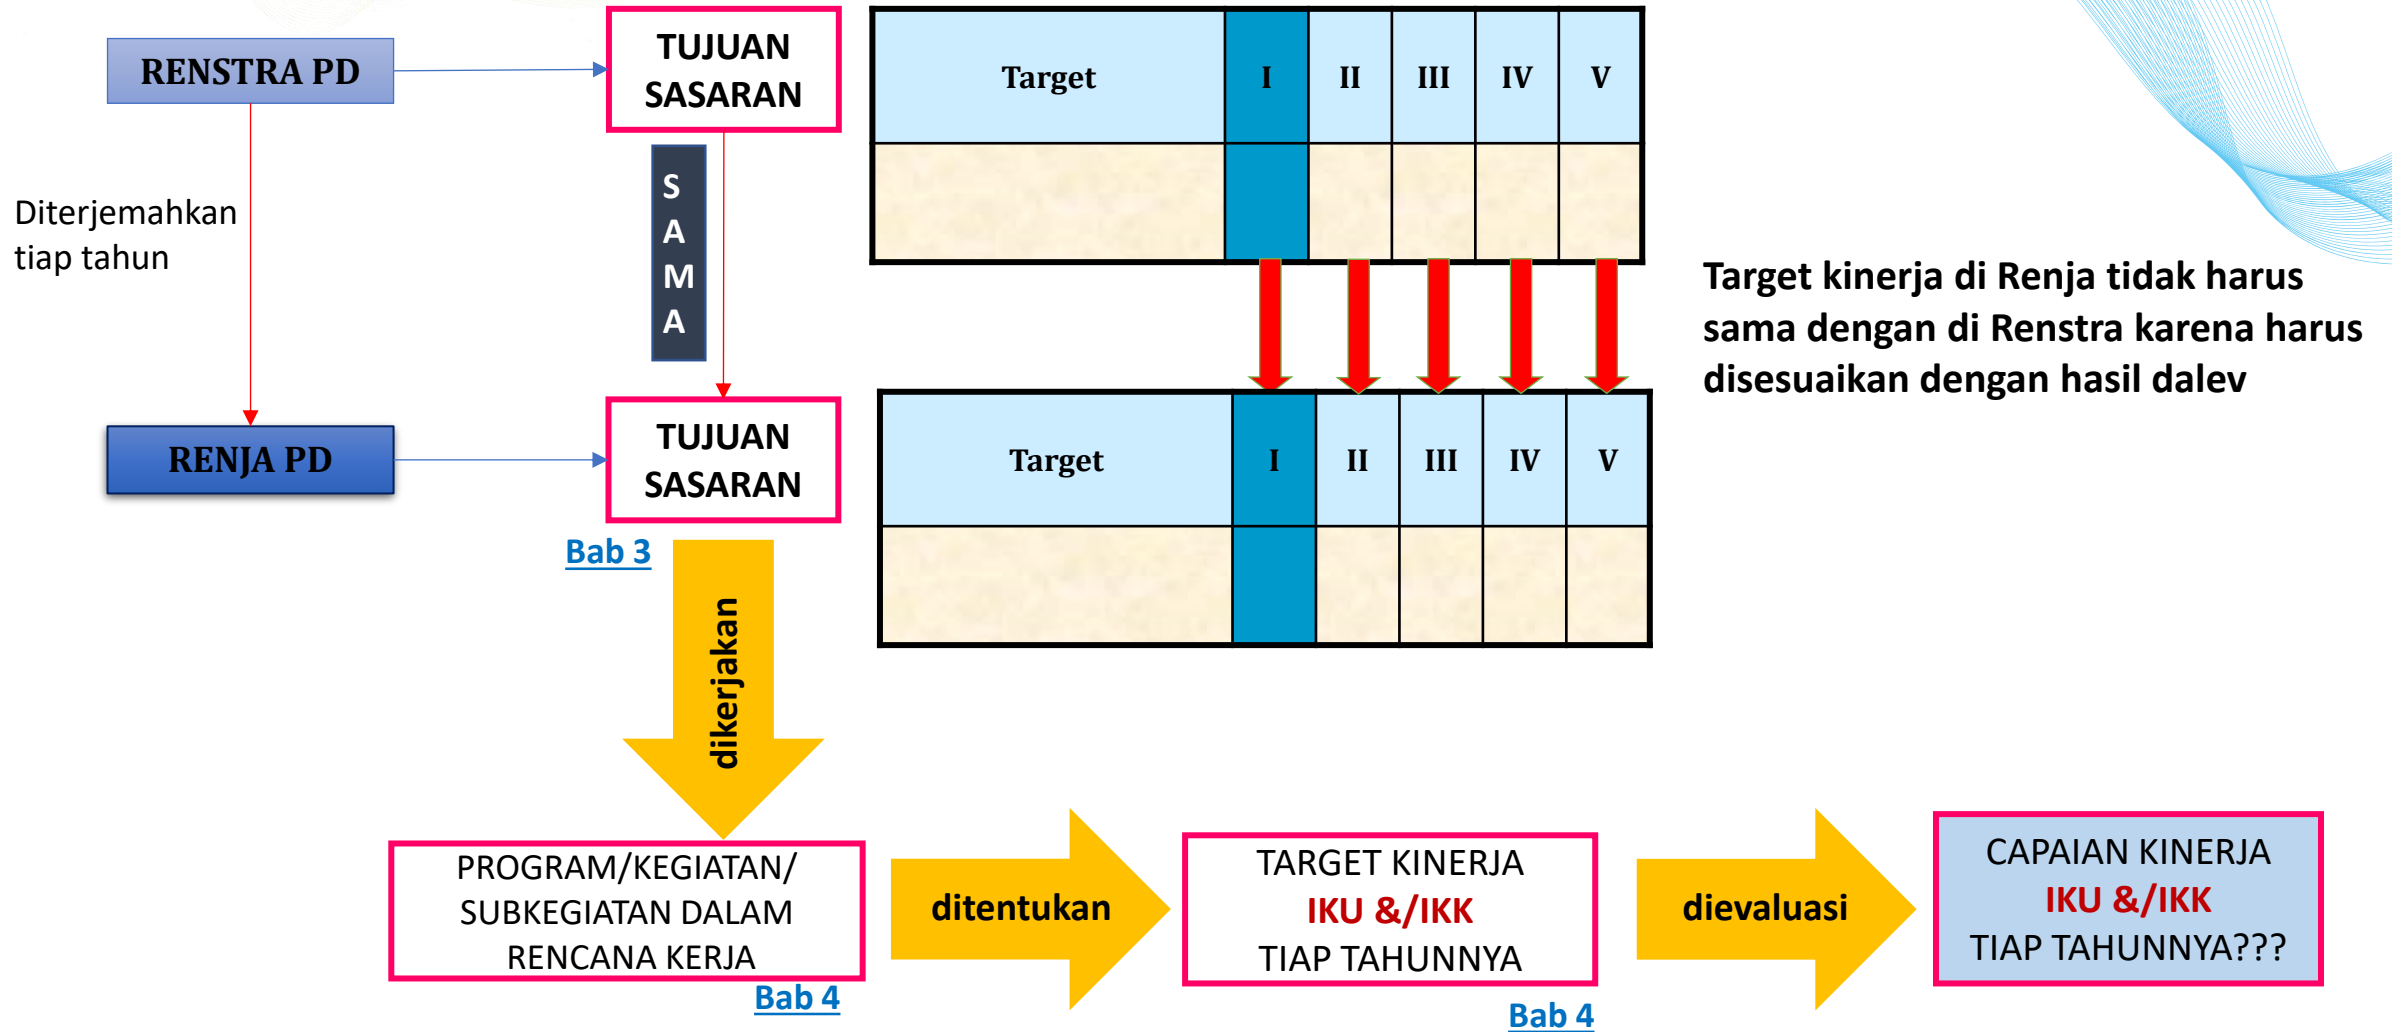 RENSTRA PD
TUJUAN
SASARAN
Target I II III IV V
Diterjemahkan
tiap tahun
S
A
M
A
Target kinerja di Renja tidak harus
sama dengan di Renstra karena harus
disesuaikan dengan hasil dalev
RENJA PD
TUJUAN
SASARAN
Target I II III IV V
Bab 3
dikerjakan
PROGRAM/KEGIATAN/
SUBKEGIATAN DALAM
RENCANA KERJA
Bab 4
ditentukan
TARGET KINERJA
IKU &/IKK
TIAP TAHUNNYA
Bab 4
dievaluasi
CAPAIAN KINERJA
IKU &/IKK
TIAP TAHUNNYA???